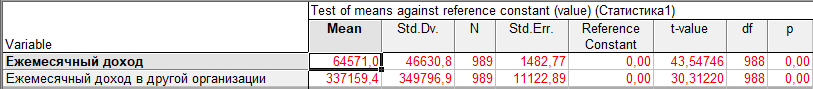 Test of means against reference constant (value) (Статистика1)
Variable Mean Std.Dv. N Std.Err. Reference Constant t-value df p
Ежемесячный доход 64571,0 46630,8 989 1482,77 0,00 43,54746 988 0,00
Ежемесячный доход в другой организации 337159,4 349796,9 989 11122,89 0,00 30,31220 988 0,00